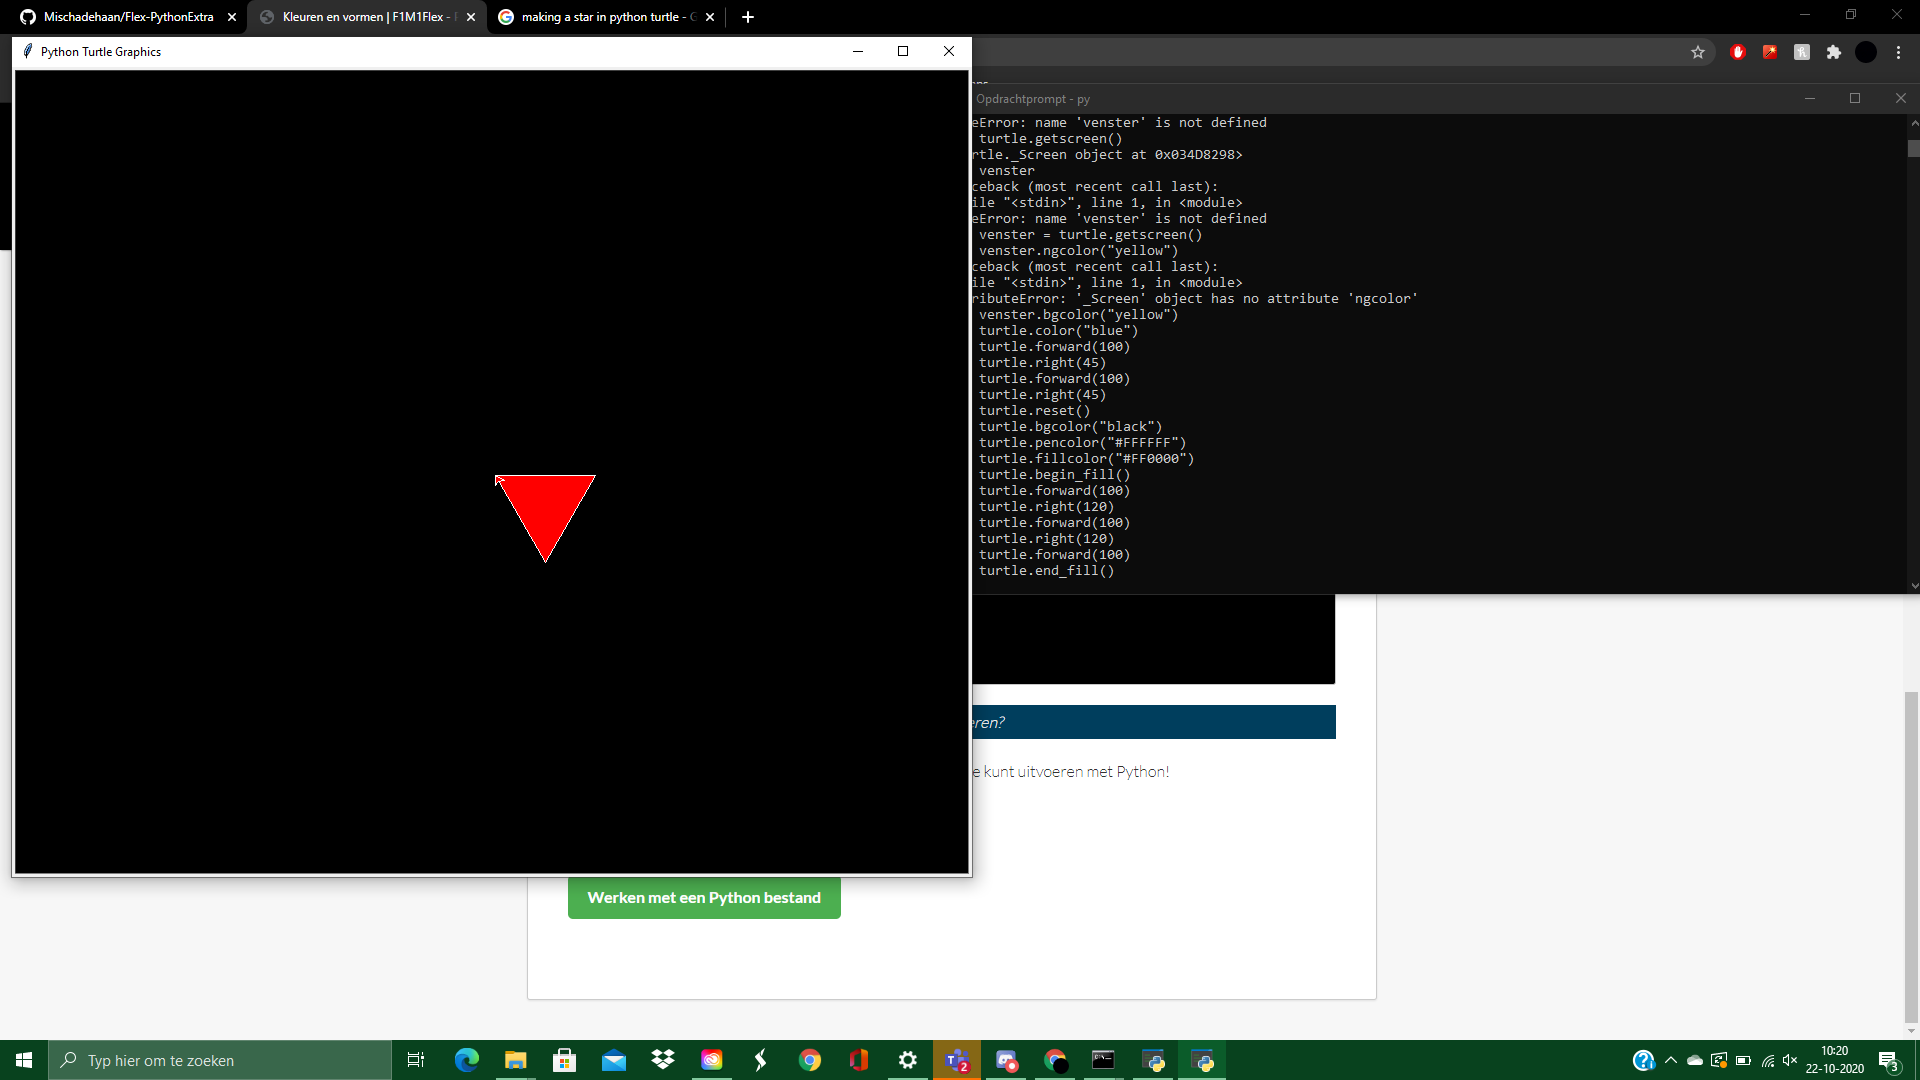 Mischadehaan/Flex-PythonExtra
Kleuren en vormen | F1M1Flex -
making a star in python turtle -
Python Turtle Graphics
Opdrachtprompt - py
eError: name 'venster' is not defined
turtle.getscreen()
rtle._Screen object at 0x034D8298>
venster
ceback (most recent call last):
ile "<stdin>", line 1, in <module>
eError: name 'venster' is not defined
venster = turtle.getscreen()
venster.ngcolor("yellow")
ceback (most recent call last):
ile "<stdin>", line 1, in <module>
ributeError: '_Screen' object has no attribute 'ngcolor'
venster.bgcolor("yellow")
turtle.color("blue")
turtle.forward(100)
turtle.right(45)
turtle.forward(100)
turtle.right(45)
turtle.reset()
turtle.bgcolor("black")
turtle.pencolor("#FFFFFF")
turtle.fillcolor("#FF0000")
turtle.begin_fill()
turtle.forward(100)
turtle.right(120)
turtle.forward(100)
turtle.right(120)
turtle.forward(100)
turtle.end_fill()
eren?
e kunt uitvoeren met Python!
Werken met een Python bestand
Typ hier om te zoeken
2
10:20
22-10-2020
3